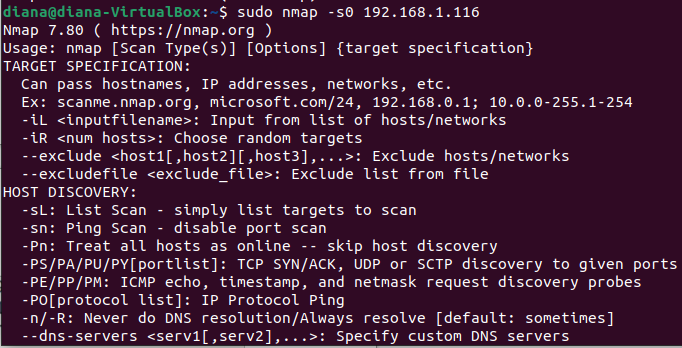 diana@diana-VirtualBox:~$ sudo nmap -s0 192.168.1.116
Nmap 7.80 ( https://nmap.org )
Usage: nmap [Scan Type(s)] [Options] {target specification}
TARGET SPECIFICATION:
  Can pass hostnames, IP addresses, networks, etc.
  Ex: scanme.nmap.org, microsoft.com/24, 192.168.0.1; 10.0.0-255.1-254
  -iL <inputfilename>: Input from list of hosts/networks
  -iR <num hosts>: Choose random targets
  --exclude <host1[,host2][,host3],...>: Exclude hosts/networks
  --excludefile <exclude_file>: Exclude list from file
HOST DISCOVERY:
  -sL: List Scan - simply list targets to scan
  -sn: Ping Scan - disable port scan
  -Pn: Treat all hosts as online -- skip host discovery
  -PS/PA/PU/PY[portlist]: TCP SYN/ACK, UDP or SCTP discovery to given ports
  -PE/PP/PM: ICMP echo, timestamp, and netmask request discovery probes
  -PO[protocol list]: IP Protocol Ping
  -n/-R: Never do DNS resolution/Always resolve [default: sometimes]
  --dns-servers <serv1[,serv2],...>: Specify custom DNS servers